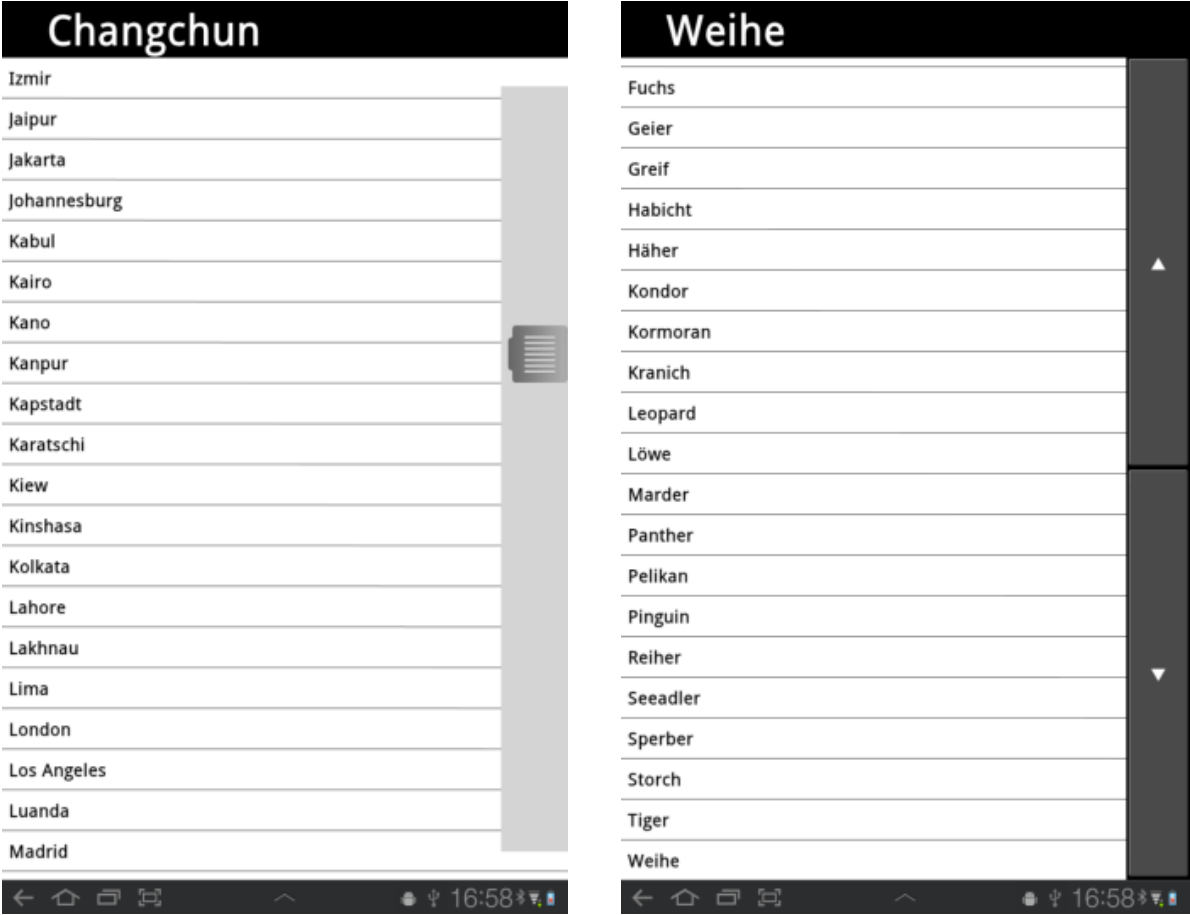 Changchun
Izmir
Jaipur
Jakarta
Johannesburg
Kabul
Kairo
Kano
Kanpur
Kapstadt
Karatschi
Kiew
Kinshasa
Kolkata
Lahore
Lakhnau
Lima
London
Los Angeles
Luanda
Madrid
16:58
Weihe
Fuchs
Geier
Greif
Habicht
Häher
Kondor
Kormoran
Kranich
Leopard
Löwe
Marder
Panther
Pelikan
Pinguin
Reiher
Seeadler
Sperber
Storch
Tiger
Weihe
16:58